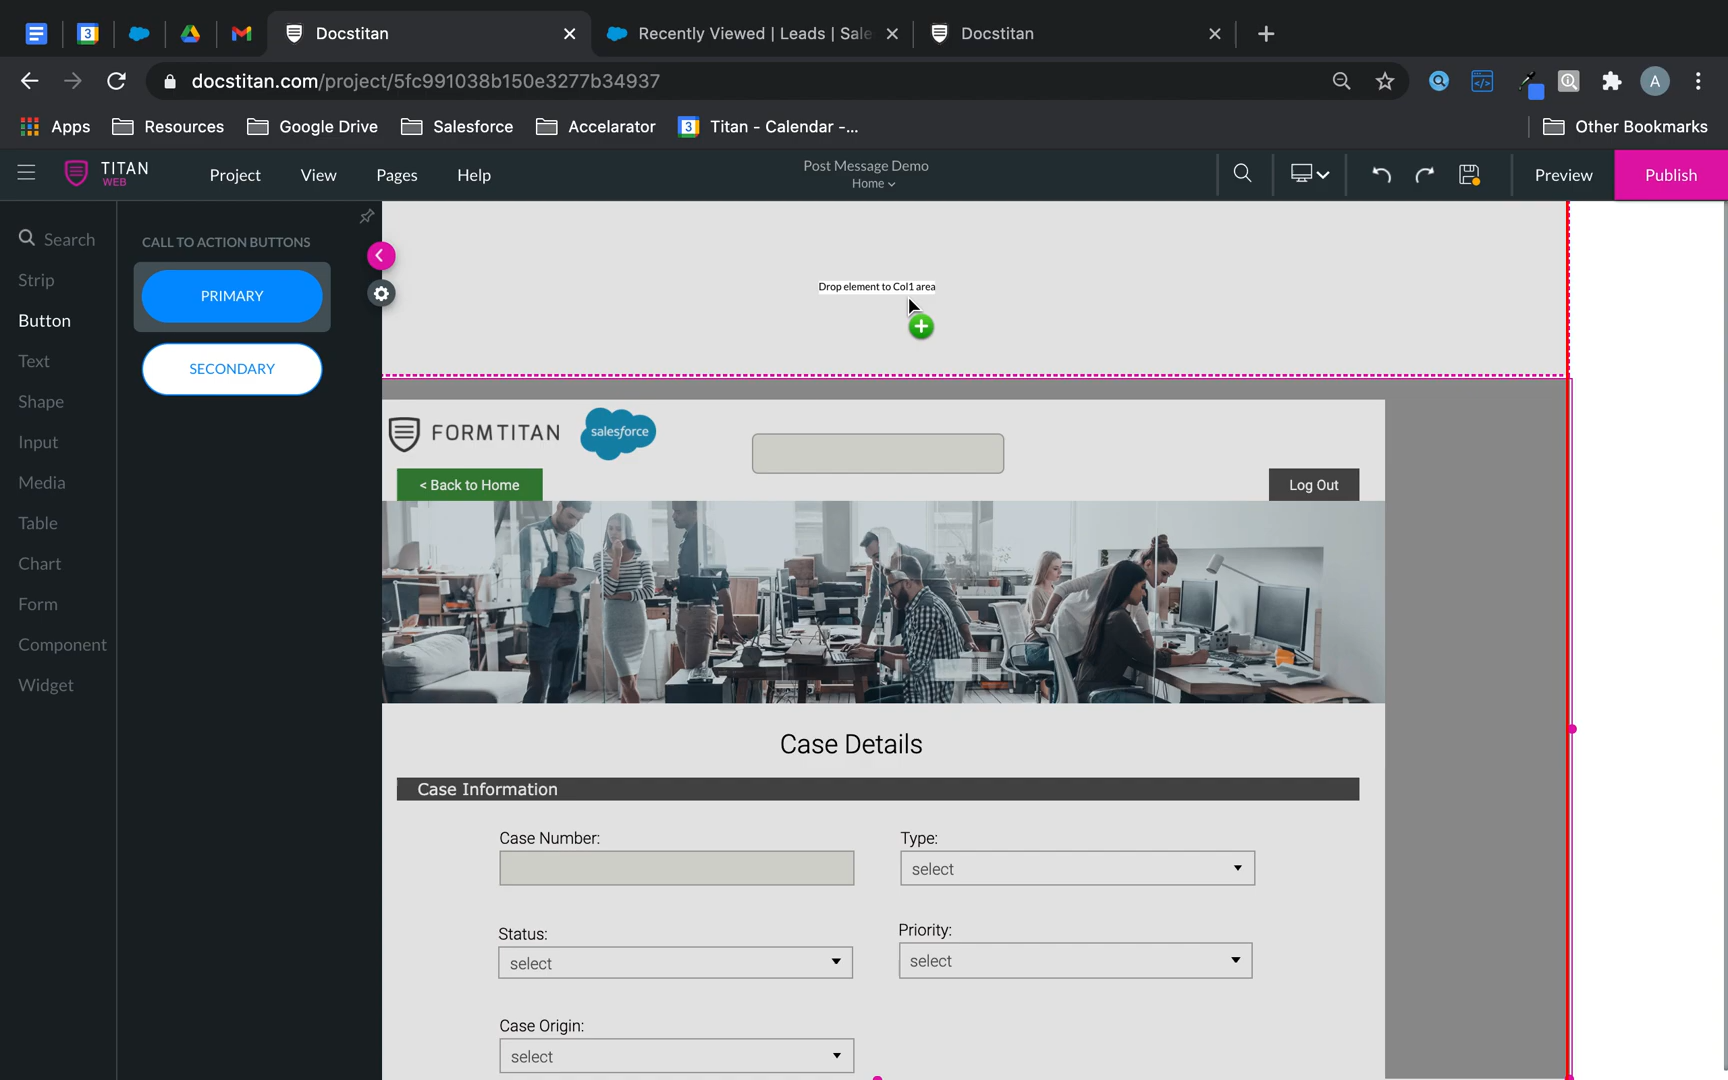 Docstitan
Recently Viewed | Leads | Sale
Docstitan
docstitan.com/project/5fc991038b150e3277b34937
A
Apps
Resources
Google Drive
Salesforce
Accelarator
3
Titan - Calendar -...
Other Bookmarks
TITAN
WEB
Project
View
Pages
Help
Post Message Demo
Home
Preview
Publish
Search
Strip
Button
Text
Shape
Input
Media
Table
Chart
Form
Component
Widget
CALL TO ACTION BUTTONS
PRIMARY
SECONDARY
Drop element to Col1 area
FORMTITAN
salesforce
< Back to Home
Log Out
Case Details
Case Information
Case Number:
Type:
select
Status:
Priority:
select
select
Case Origin:
select